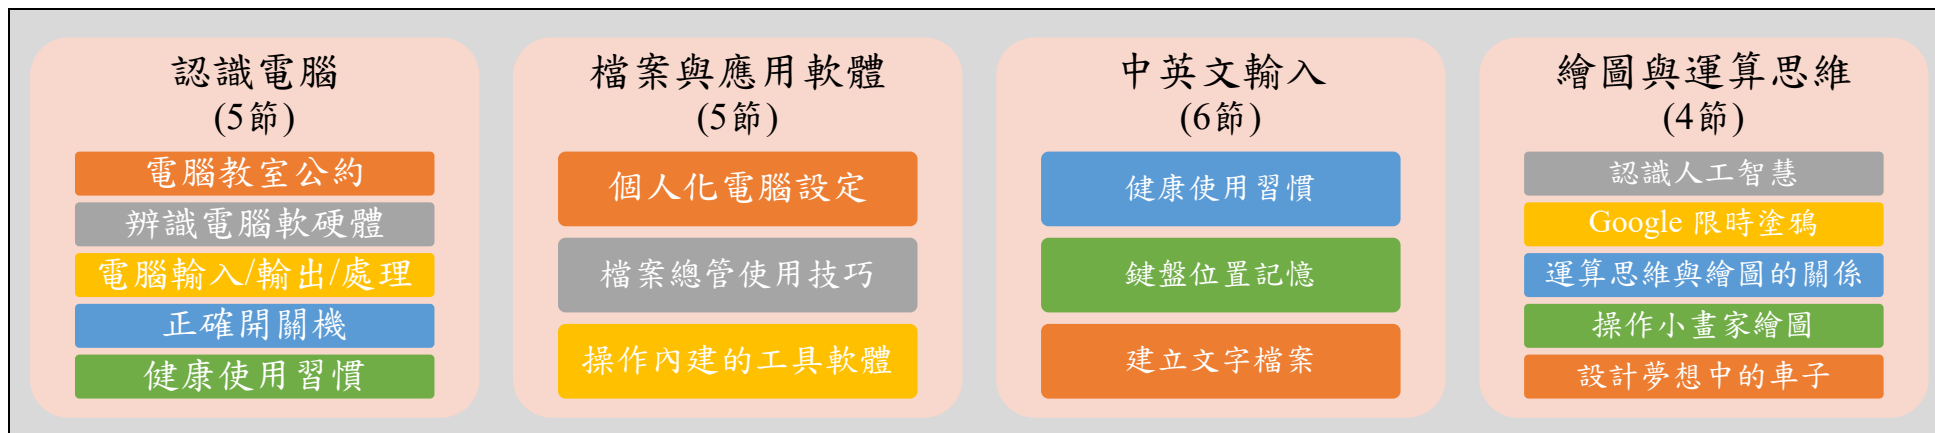 認識電腦
(5節)
電腦教室公約
辨識電腦軟硬體
電腦輸入/輸出/處理
正確開關機
健康使用習慣
檔案與應用軟體
(5節)
個人化電腦設定
檔案總管使用技巧
操作內建的工具軟體
中英文輸入
(6節)
健康使用習慣
鍵盤位置記憶
建立文字檔案
繪圖與運算思維
(4節)
認識人工智慧
Google 限時塗鴉
運算思維與繪圖的關係
操作小畫家繪圖
設計夢想中的車子